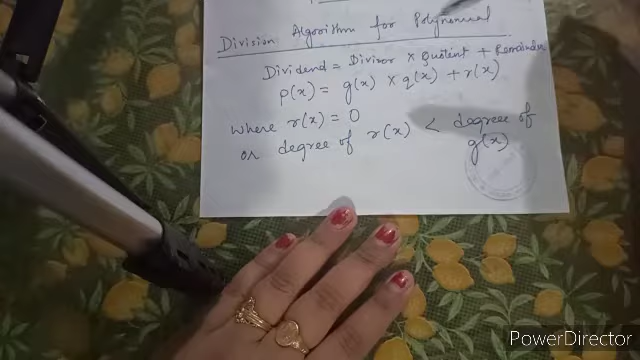 Division Algorithm for Polynomial
Dividend = Divisor × Quotient + Remainder
P(x) = g(x) × q(x) + r(x)
where r(x) = 0
or degree of r(x) < degree of
g(x)
PowerDirector